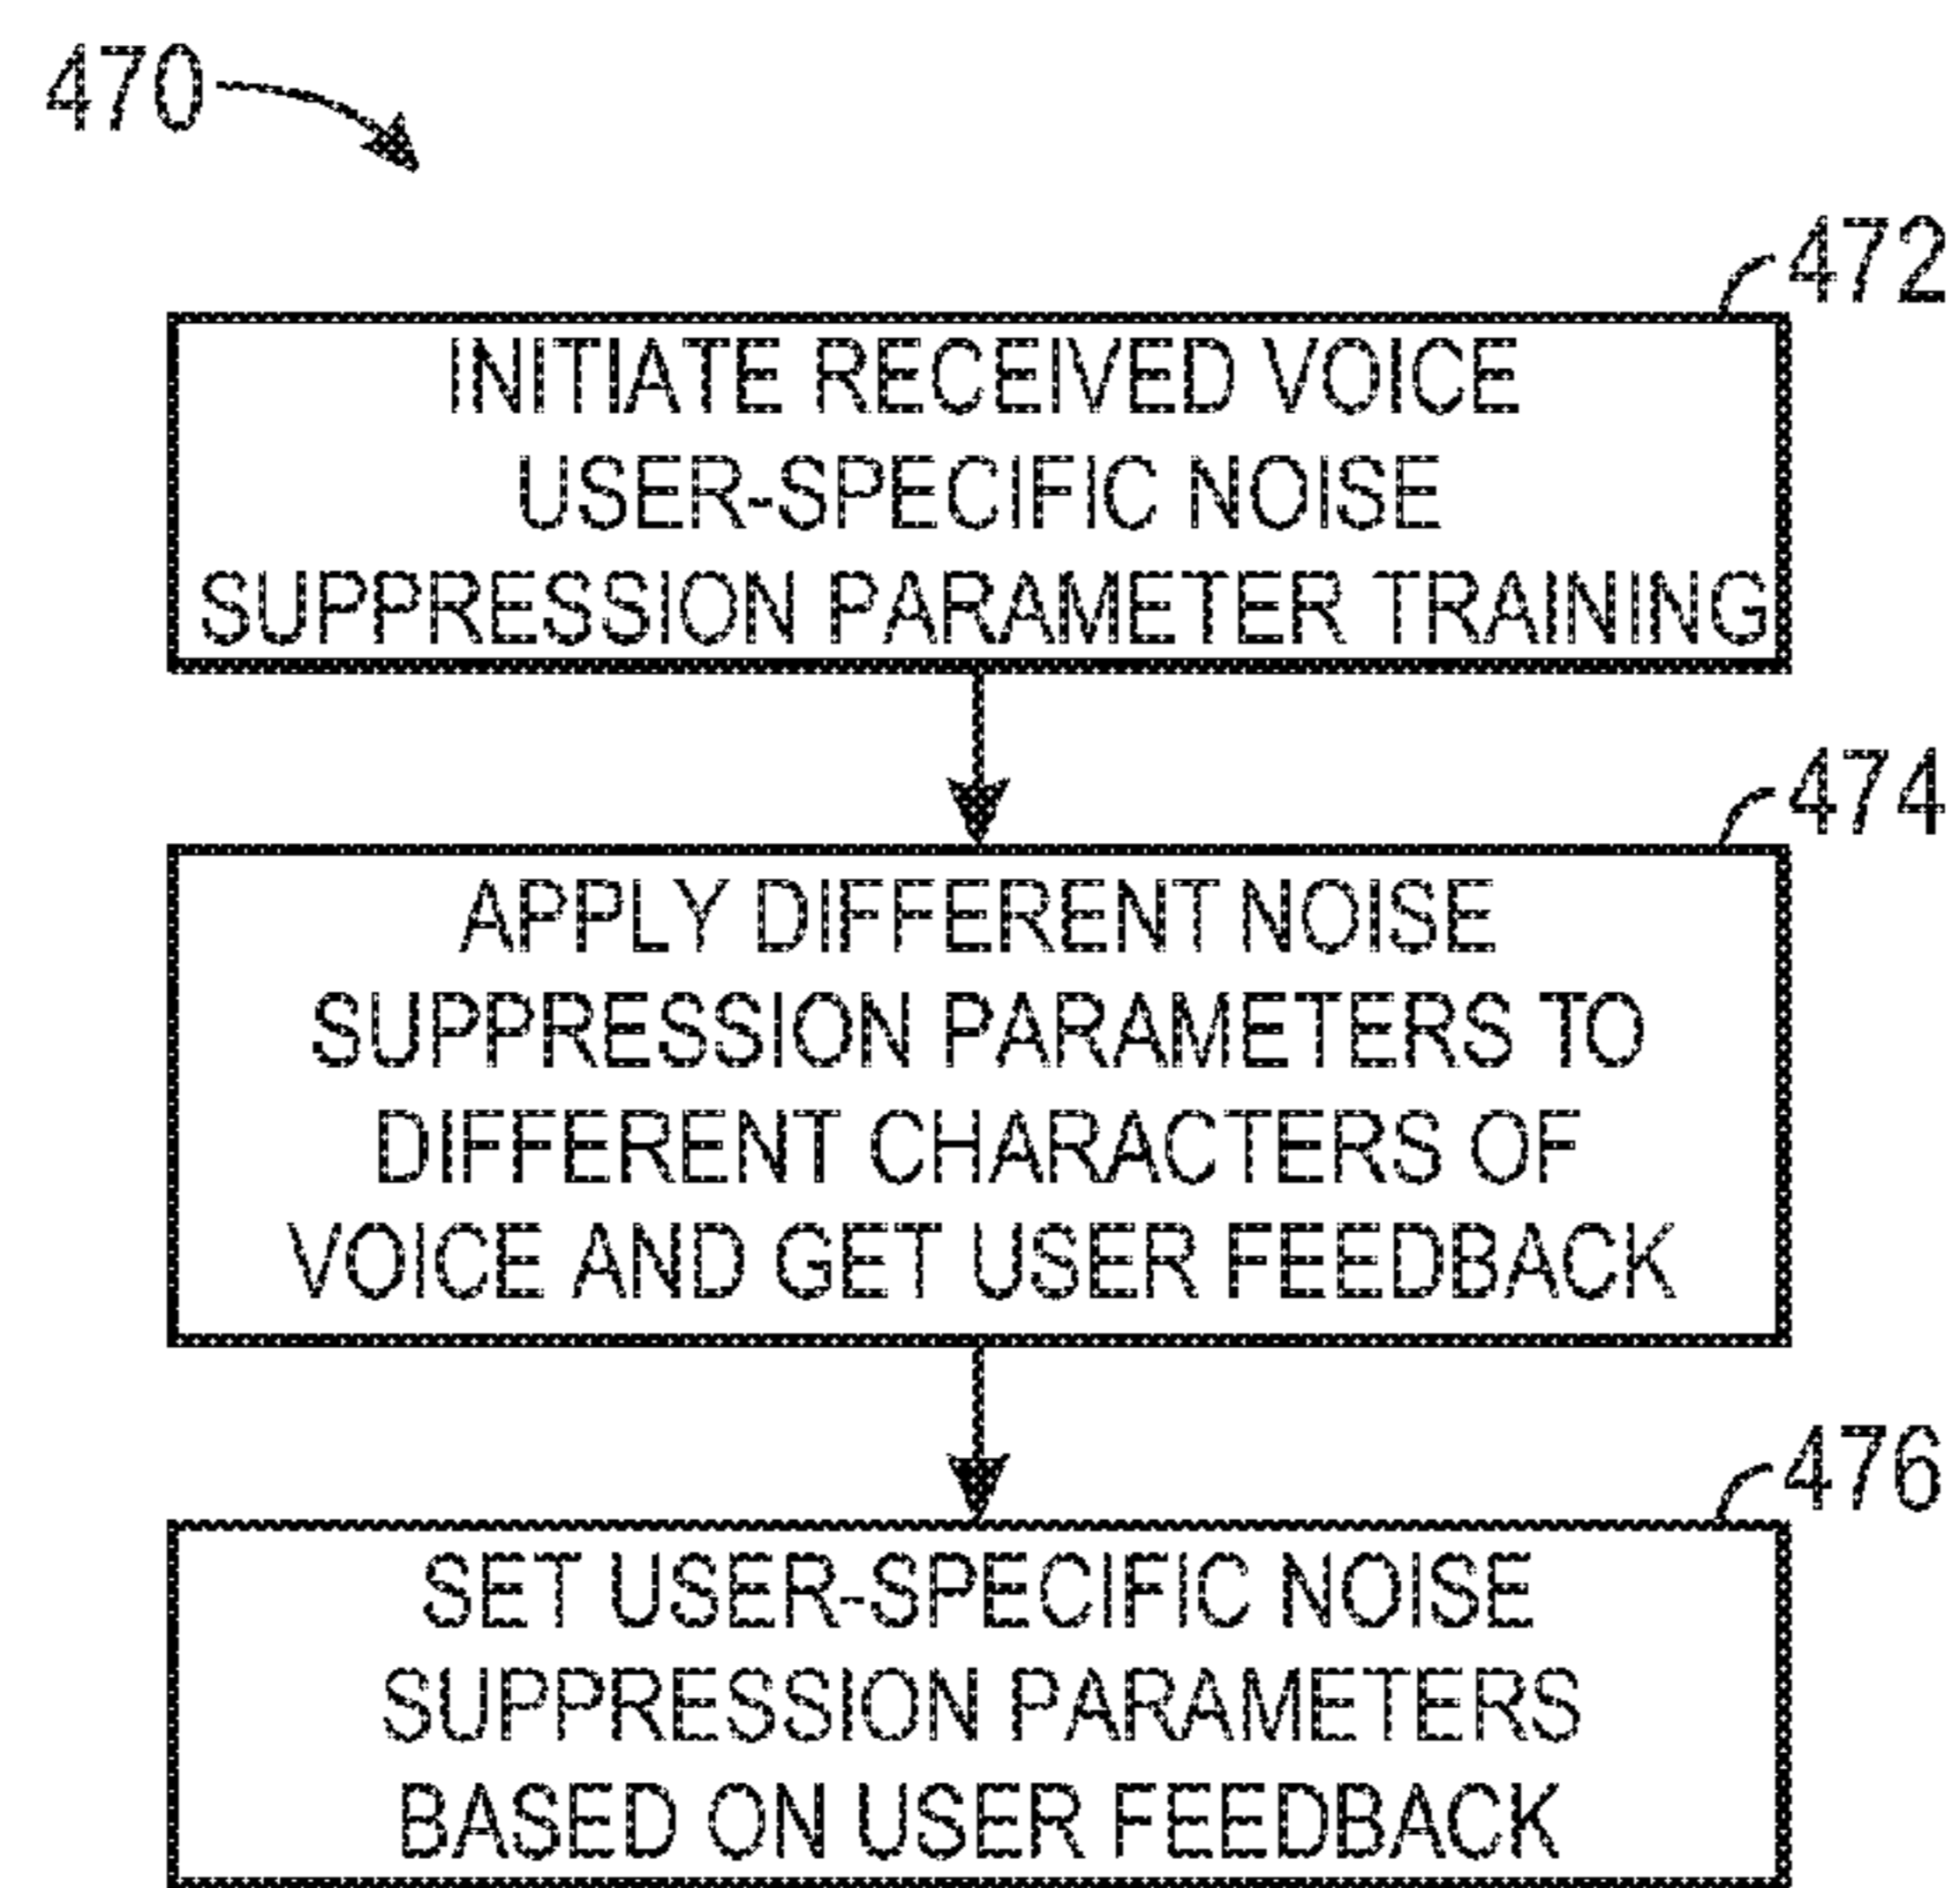 470
472
INITIATE RECEIVED VOICE
USER-SPECIFIC NOISE
SUPPRESSION PARAMETER TRAINING
474
APPLY DIFFERENT NOISE
SUPPRESSION PARAMETERS TO
DIFFERENT CHARACTERS OF
VOICE AND GET USER FEEDBACK
476
SET USER-SPECIFIC NOISE
SUPPRESSION PARAMETERS
BASED ON USER FEEDBACK